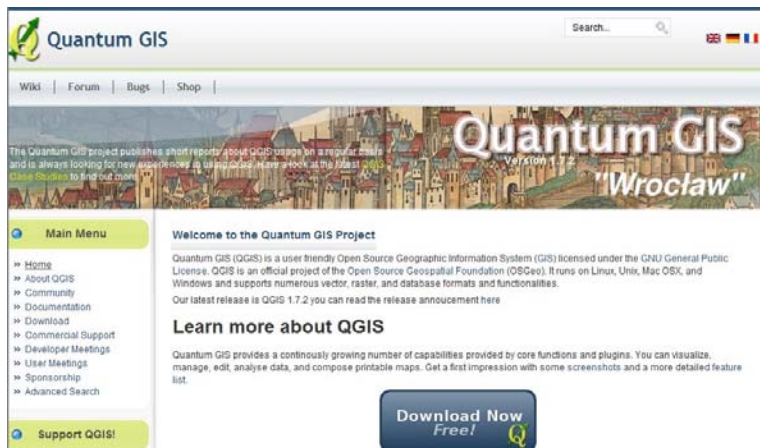 Quantum GIS
Search...
Wiki | Forum | Bugs | Shop |
The Quantum GIS project publishes short reports about QGIS usage on a regular basis
and is always looking for new experiences in using QGIS. Have a look at the latest QGIS
Case Studies to find out more
Quantum GIS
Version 1.7.2
"Wrocław"
Main Menu
Home
About QGIS
Community
Documentation
Download
Commercial Support
Developer Meetings
User Meetings
Sponsorship
Advanced Search
Support QGIS!
Welcome to the Quantum GIS Project
Quantum GIS (QGIS) is a user friendly Open Source Geographic Information System (GIS) licensed under the GNU General Public
License. QGIS is an official project of the Open Source Geospatial Foundation (OSGeo). It runs on Linux, Unix, Mac OSX, and
Windows and supports numerous vector, raster, and database formats and functionalities.
Our latest release is QGIS 1.7.2 you can read the release annoucement here
Learn more about QGIS
Quantum GIS provides a continously growing number of capabilities provided by core functions and plugins. You can visualize,
manage, edit, analyse data, and compose printable maps. Get a first impression with some screenshots and a more detailed feature
list.
Download Now
Free!